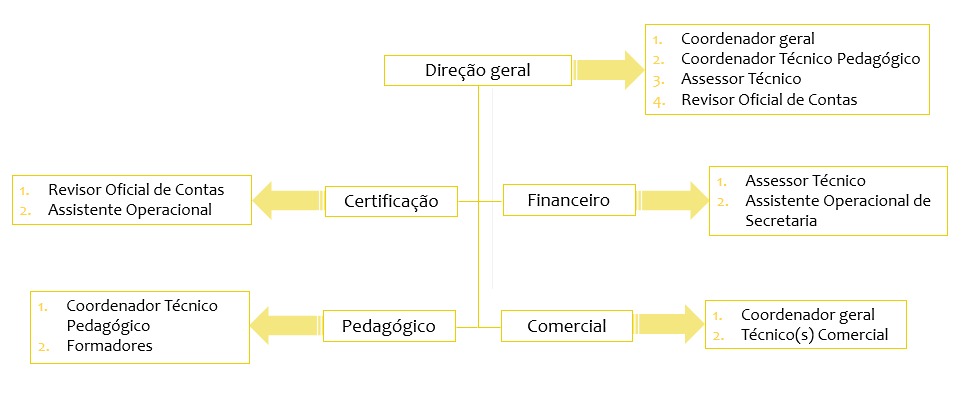 Direção geral
1. Coordenador geral
2. Coordenador Técnico Pedagógico
3. Assessor Técnico
4. Revisor Oficial de Contas
1. Revisor Oficial de Contas
2. Assistente Operacional
Certificação
Financeiro
1. Assessor Técnico
2. Assistente Operacional de
Secretaria
1. Coordenador Técnico
Pedagógico
2. Formadores
Pedagógico
Comercial
1. Coordenador geral
2. Técnico(s) Comercial